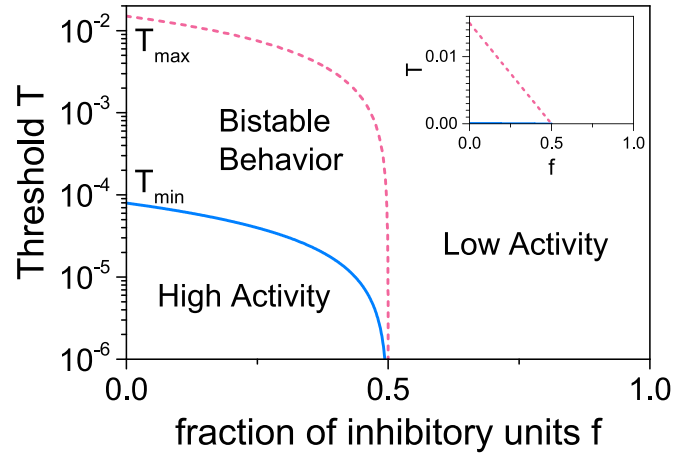 10⁻²
T_max
10⁻³
Bistable
Behavior
T_min
10⁻⁴
Low Activity
10⁻⁵
High Activity
10⁻⁶
Threshold T
0.0
0.5
1.0
fraction of inhibitory units f
0.01
T
0.00
0.0
0.5
1.0
f